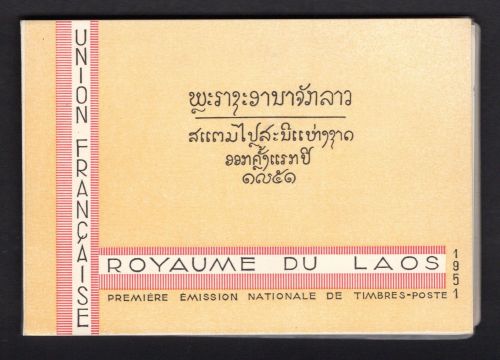 UNION FRANÇAISE
ພຼະຣາຊະອານາຈັກລາວ
ສແຕມໄປສະນີແຫ່ງຊາດ
ອອກຄັ້ງແຣກປີ
໑໙໕໑
ROYAUME DU LAOS
1951
PREMIÈRE ÉMISSION NATIONALE DE TIMBRES-POSTE